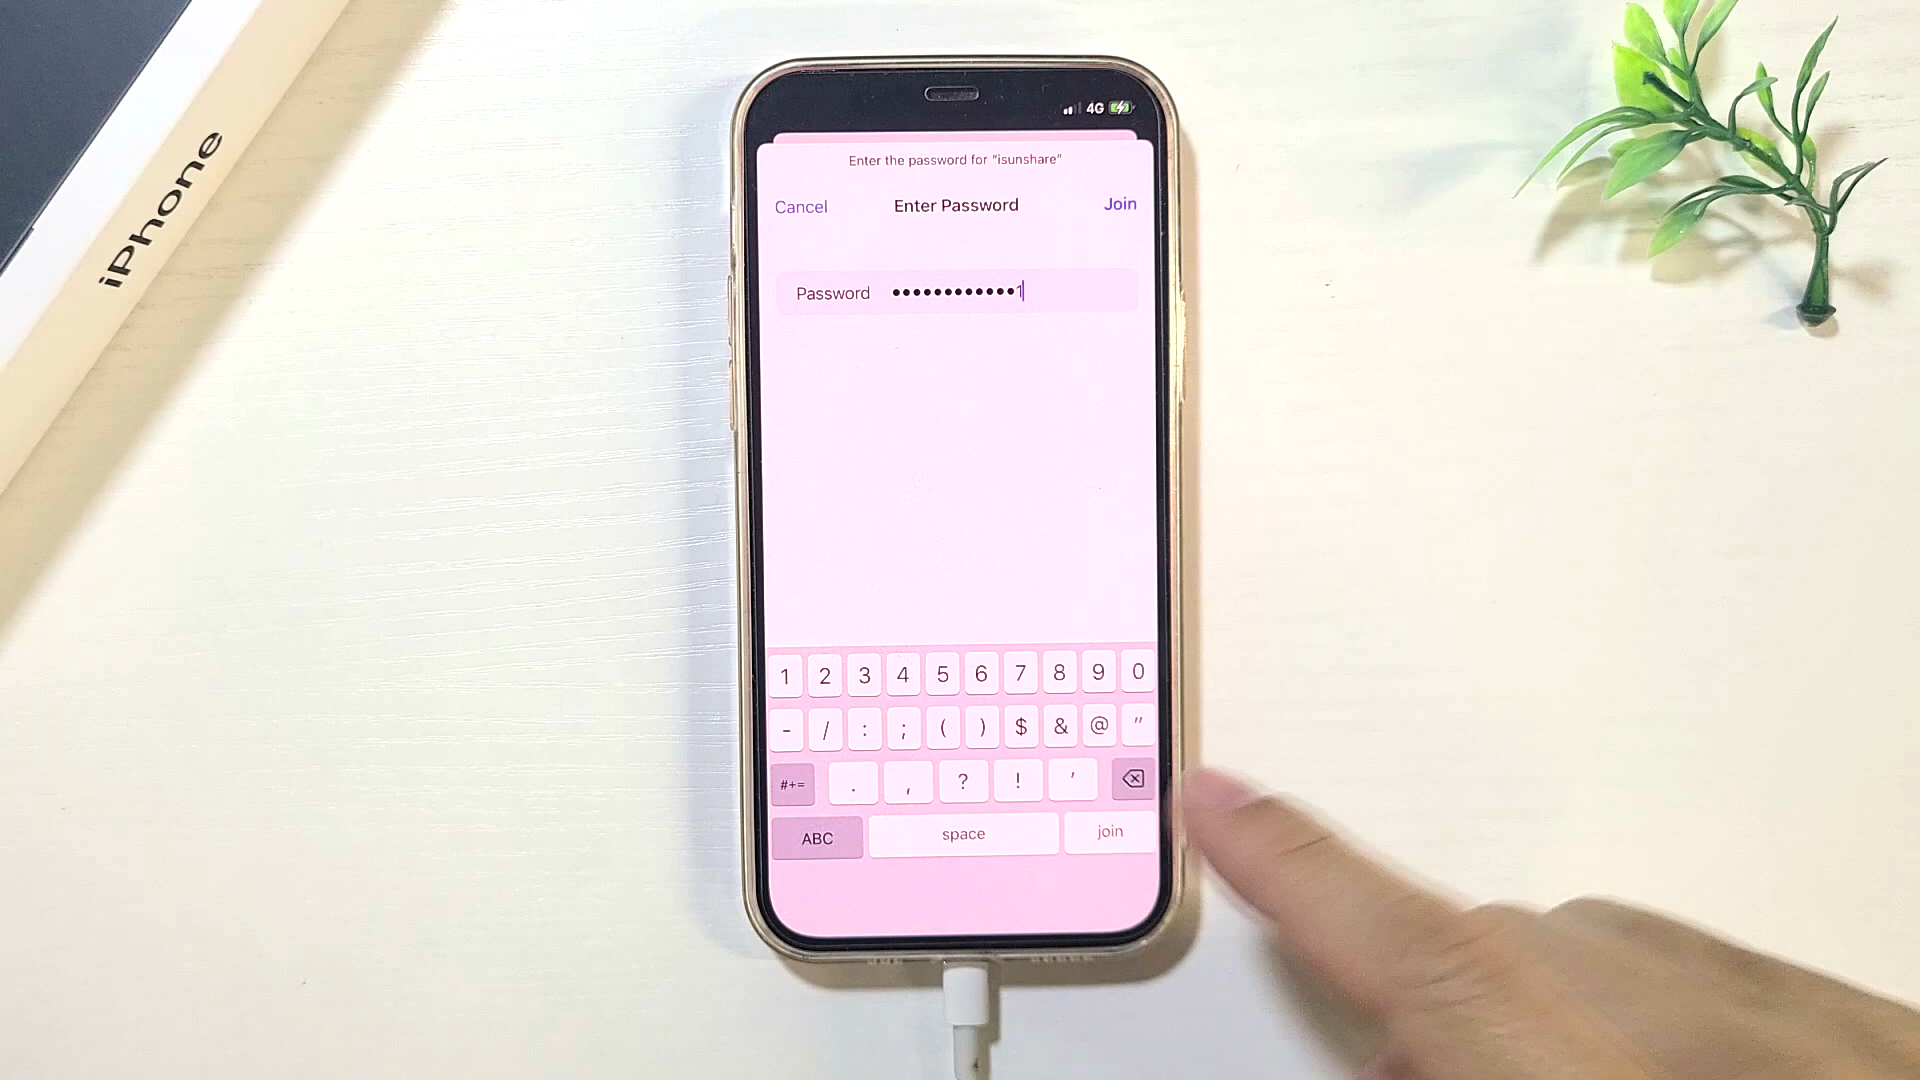 iPhone
4G
Enter the password for “isunshare”
Cancel Enter Password Join
Password ••••••••••••1
1 2 3 4 5 6 7 8 9 0
- / : ; ( ) $ & @ "
#+= . , ? ! '
ABC space join